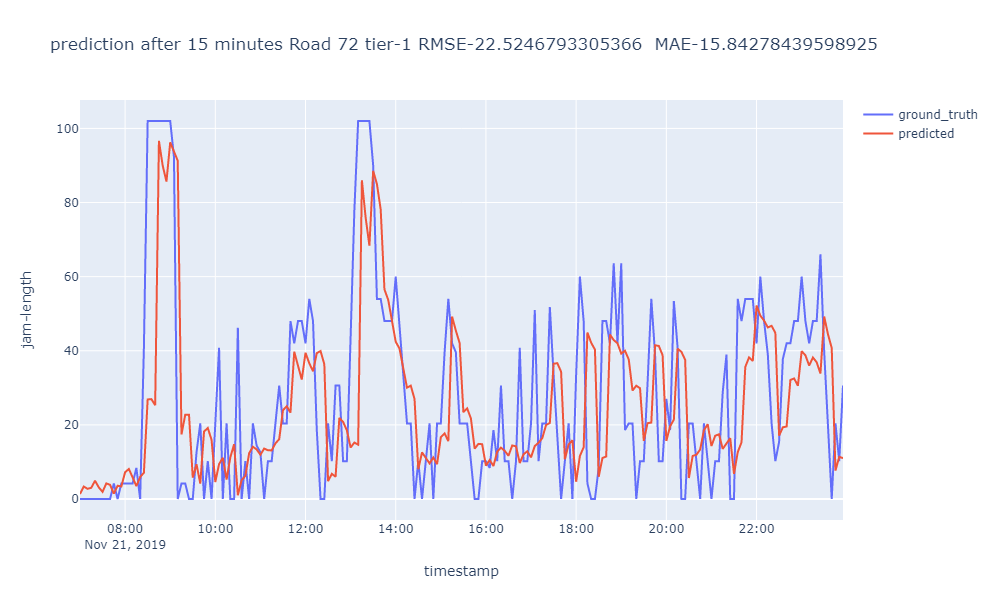 prediction after 15 minutes Road 72 tier-1 RMSE-22.5246793305366  MAE-15.84278439598925
ground_truth
predicted
jam-length
100
80
60
40
20
0
08:00
10:00
12:00
14:00
16:00
18:00
20:00
22:00
Nov 21, 2019
timestamp